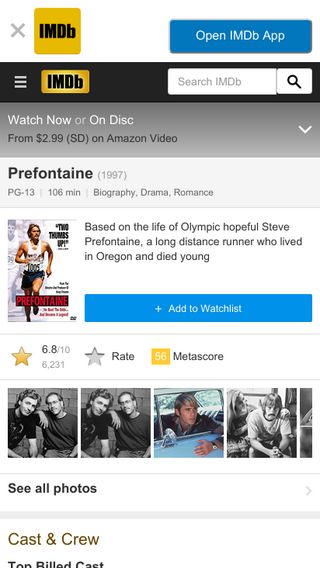 IMDb
Open IMDb App
IMDb
Search IMDb
Watch Now or On Disc
From $2.99 (SD) on Amazon Video
Prefontaine (1997)
PG-13 | 106 min | Biography, Drama, Romance
"TWO THUMBS UP!"
PREFONTAINE
Based on the life of Olympic hopeful Steve
Prefontaine, a long distance runner who lived
in Oregon and died young
+ Add to Watchlist
6.8/10
6,231
Rate
56 Metascore
See all photos
Cast & Crew
Top Billed Cast